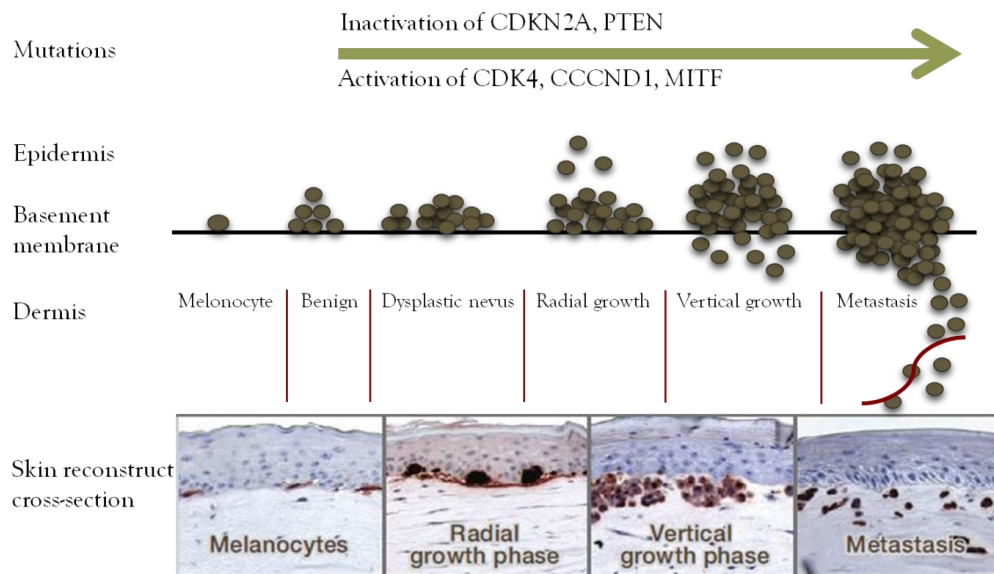 Inactivation of CDKN2A, PTEN
Mutations
Activation of CDK4, CCCND1, MITF
Epidermis
Basement
membrane
Dermis
Melonocyte
Benign
Dysplastic nevus
Radial growth
Vertical growth
Metastasis
Skin reconstruct
cross-section
Melanocytes
Radial
growth phase
Vertical
growth phase
Metastasis